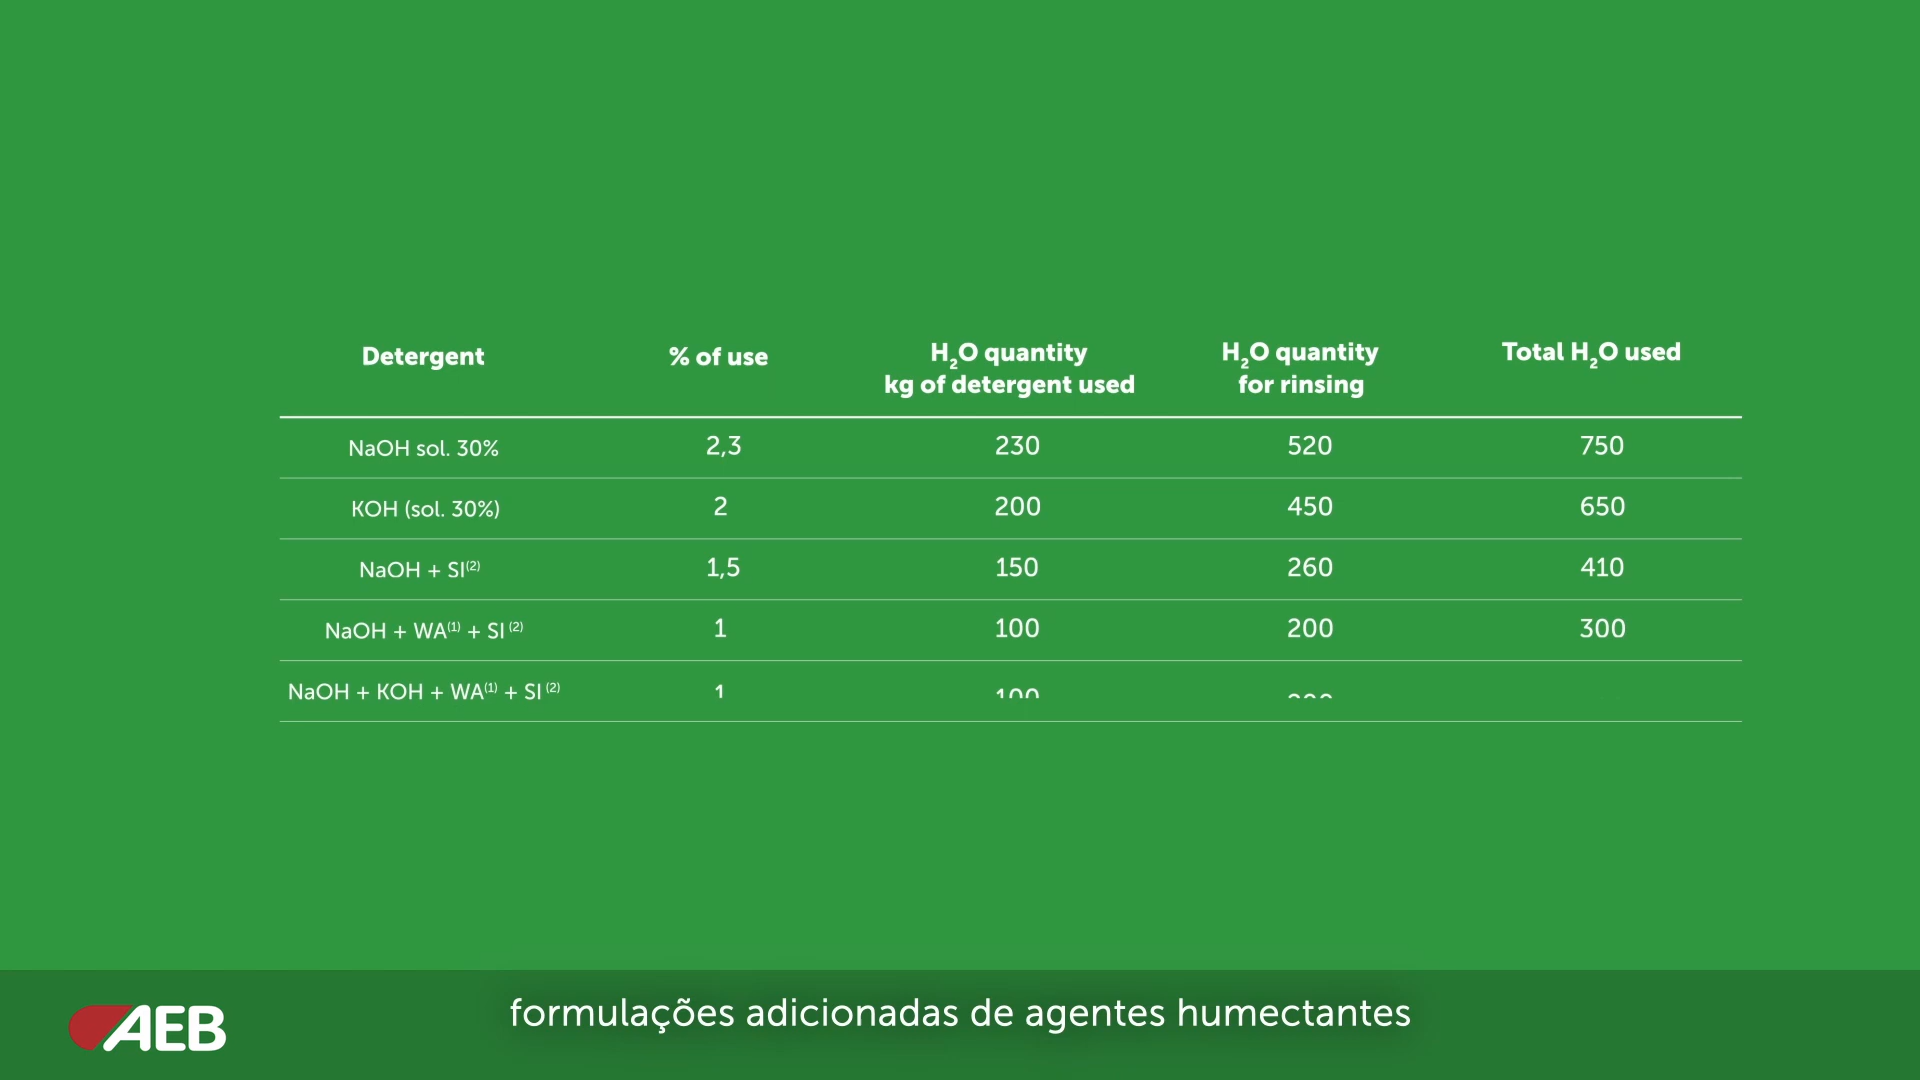 Detergent % of use H₂O quantity kg of detergent used H₂O quantity for rinsing Total H₂O used
NaOH sol. 30% 2,3 230 520 750
KOH (sol. 30%) 2 200 450 650
NaOH + SI(2) 1,5 150 260 410
NaOH + WA(1) + SI (2) 1 100 200 300
NaOH + KOH + WA(1) + SI (2) 1 100
AEB
formulações adicionadas de agentes humectantes